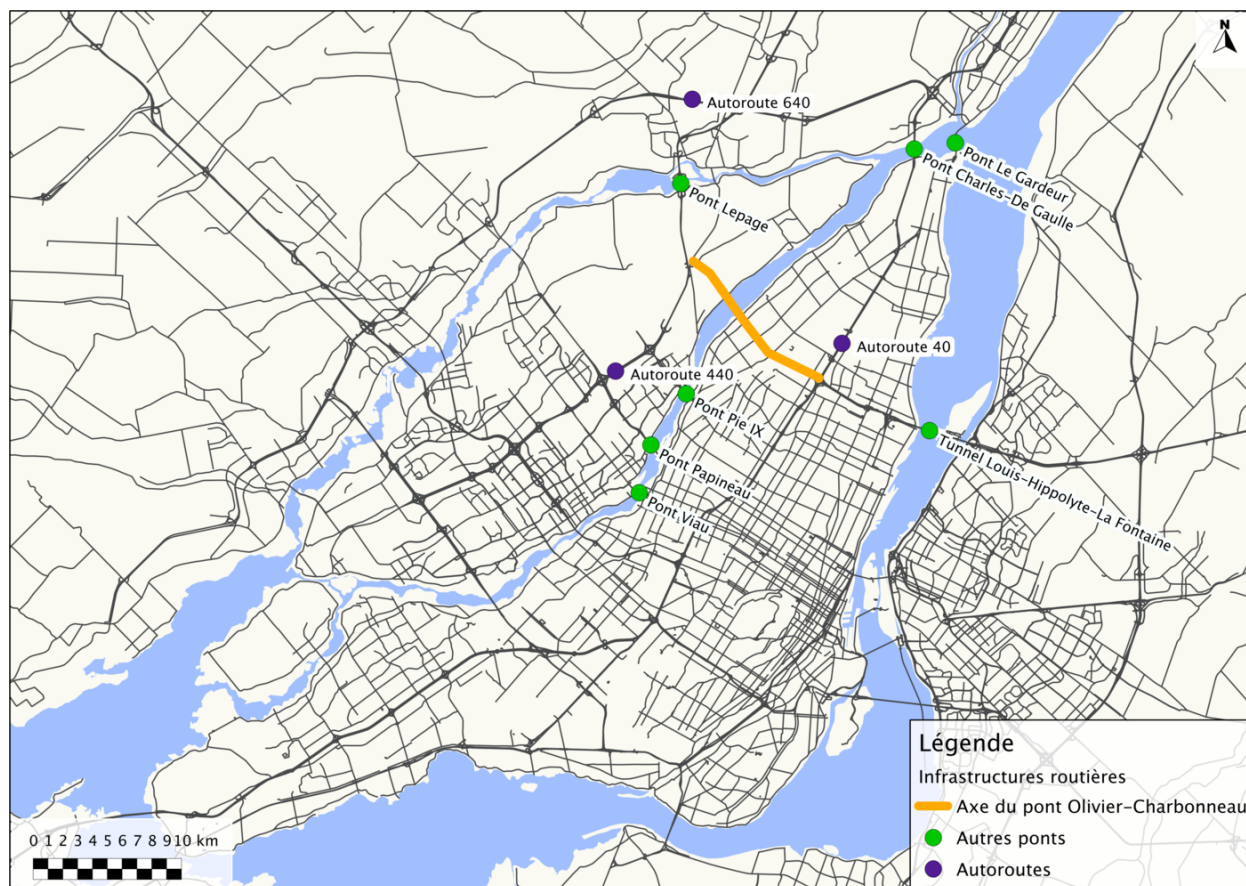 N
Autoroute 640
Pont Le Gardeur
Pont Charles-De Gaulle
Pont Lepage
Autoroute 40
Autoroute 440
Pont Pie IX
Tunnel Louis-Hippolyte-La Fontaine
Pont Papineau
Pont Viau
Légende
Infrastructures routières
Axe du pont Olivier-Charbonneau
Autres ponts
Autoroutes
0 1 2 3 4 5 6 7 8 9 10 km